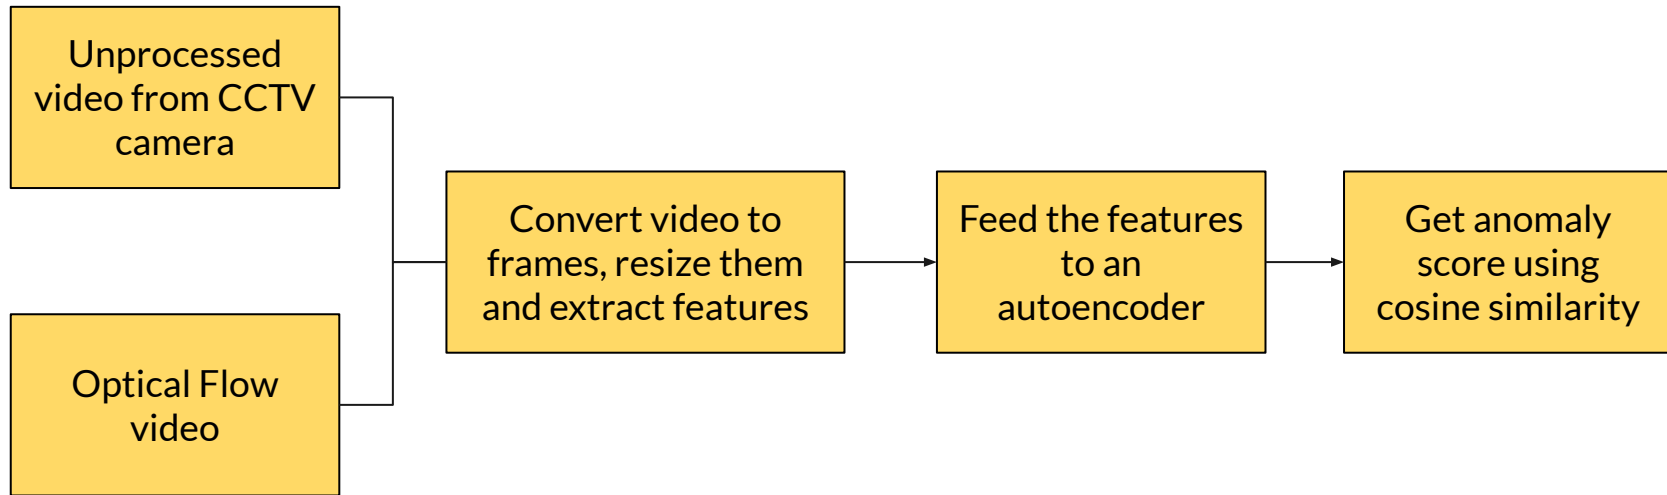 Unprocessed
video from CCTV
camera
Optical Flow
video
Convert video to
frames, resize them
and extract features
Feed the features
to an
autoencoder
Get anomaly
score using
cosine similarity